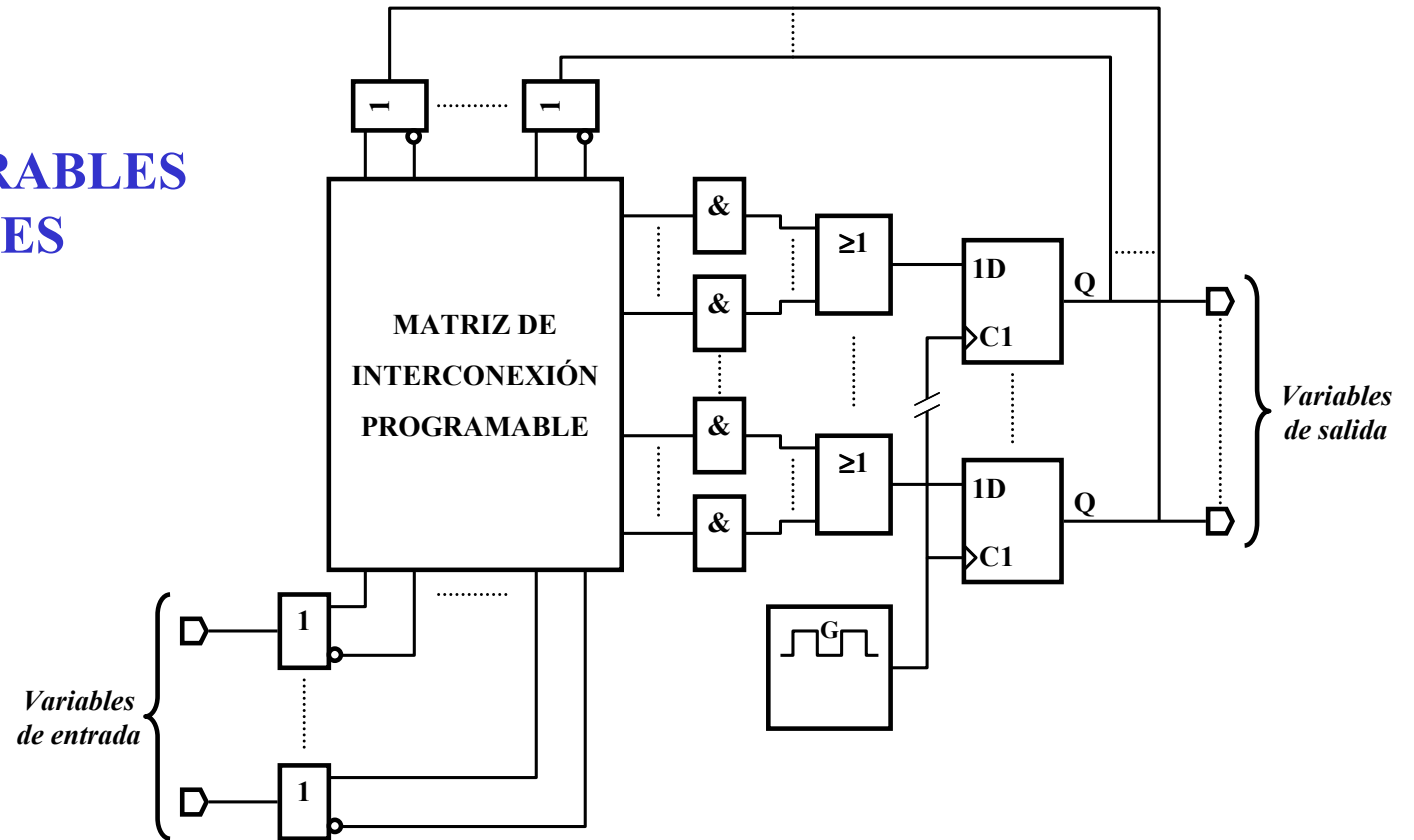 1
1
RABLES
ES
MATRIZ DE
INTERCONEXIÓN
PROGRAMABLE
&
&
&
&
≥1
≥1
1D
C1
Q
1D
C1
Q
G
Variables
de salida
1
1
Variables
de entrada